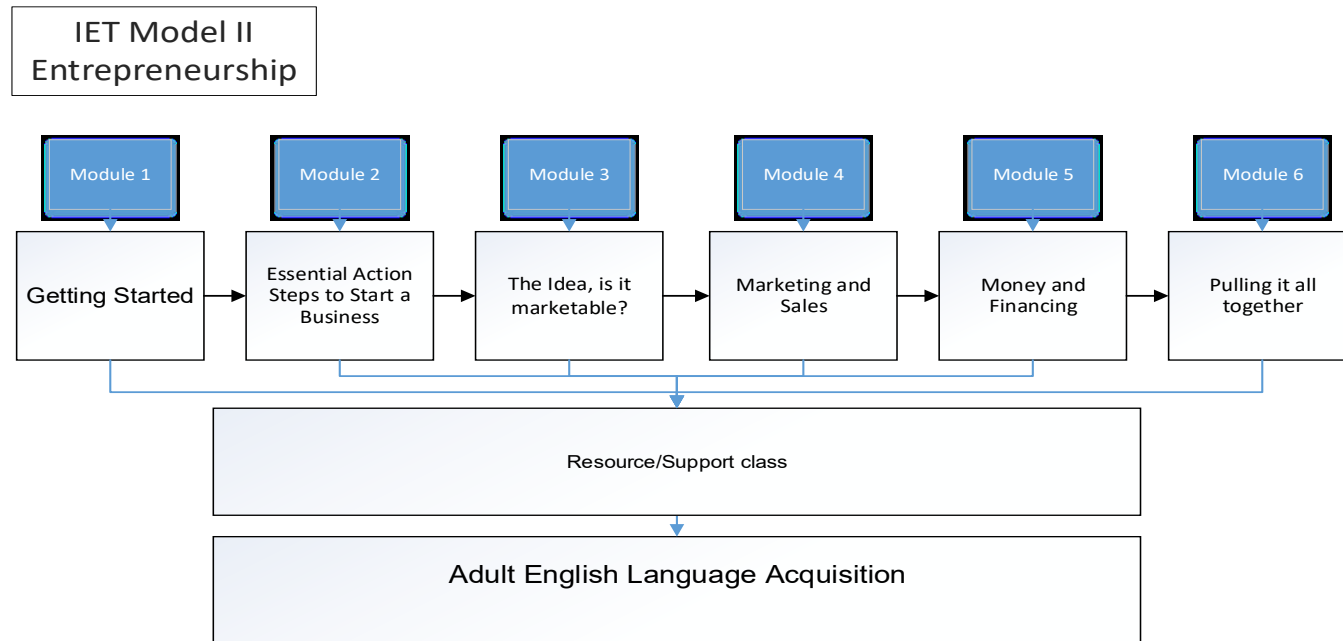 IET Model II
Entrepreneurship
Module 1
Module 2
Module 3
Module 4
Module 5
Module 6
Getting Started
Essential Action
Steps to Start a
Business
The Idea, is it
marketable?
Marketing and
Sales
Money and
Financing
Pulling it all
together
Resource/Support class
Adult English Language Acquisition